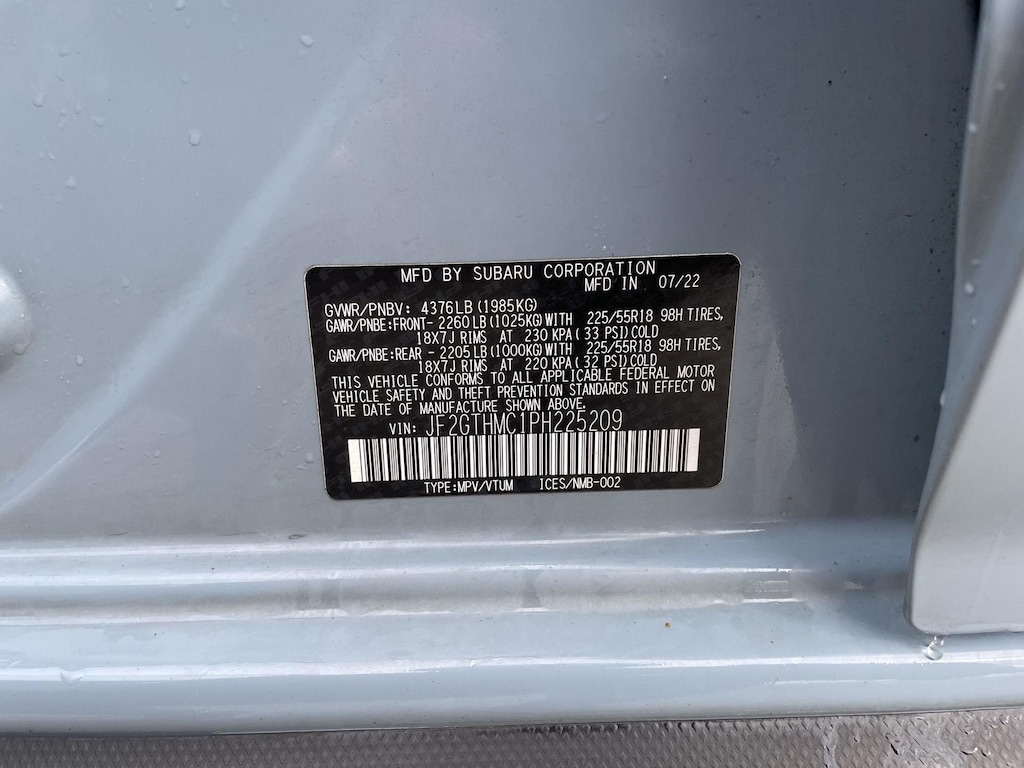 MFD BY SUBARU CORPORATION
MFD IN 07/22
GVWR/PNBV: 4376LB (1985KG)
GAWR/PNBE:FRONT- 2260LB (1025KG) WITH 225/55R18 98H TIRES,
18X7J RIMS AT 230 KPA (33 PSI) COLD
GAWR/PNBE:REAR - 2205LB (1000KG) WITH 225/55R18 98H TIRES,
18X7J RIMS AT 220 KPA (32 PSI) COLD
THIS VEHICLE CONFORMS TO ALL APPLICABLE FEDERAL MOTOR
VEHICLE SAFETY AND THEFT PREVENTION STANDARDS IN EFFECT ON
THE DATE OF MANUFACTURE SHOWN ABOVE.
VIN: JF2GTHMC1PH225209
TYPE:MPV/VTUM ICES/NMB-002